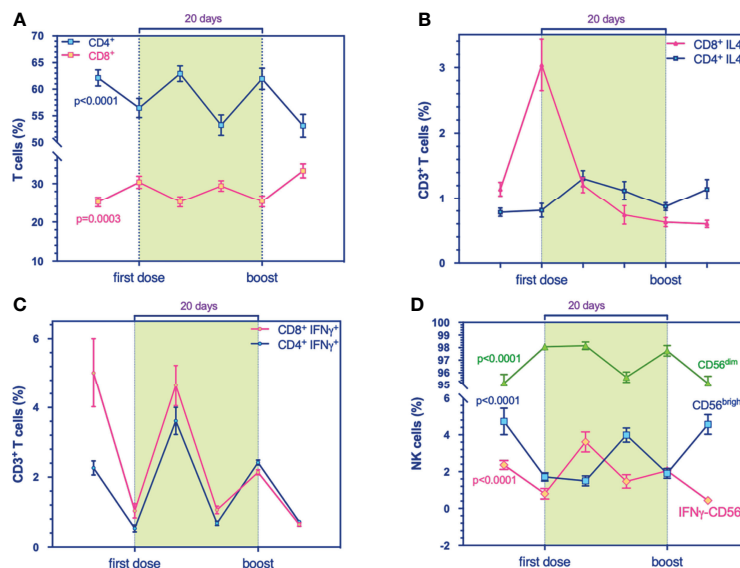 A
20 days
CD4⁺
CD8⁺
70
65
60
55
50
30
20
10
T cells (%)
p<0.0001
p=0.0003
first dose
boost
B
20 days
CD8⁺ IL4
CD4⁺ IL4
3
2
1
0
CD3⁺ T cells (%)
first dose
boost
C
20 days
CD8⁺ IFNγ⁺
CD4⁺ IFNγ⁺
6
4
2
0
CD3⁺ T cells (%)
first dose
boost
D
20 days
99
98
97
96
95
6
4
2
0
-2
NK cells (%)
p<0.0001
CD56dim
p<0.0001
CD56brigh
p<0.0001
IFNγ-CD56
first dose
boost